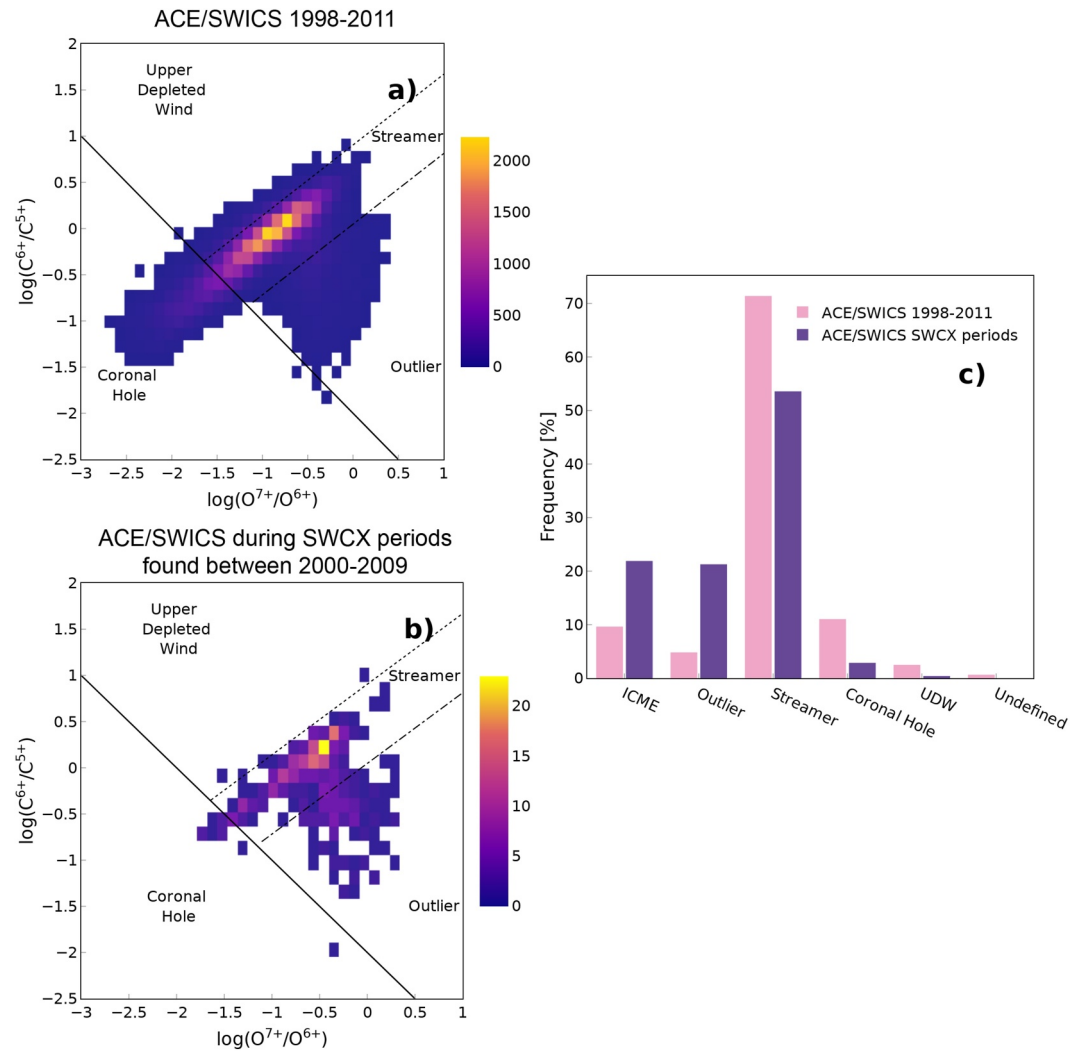 ACE/SWICS 1998-2011
a)
Upper
Depleted
Wind
Streamer
Coronal
Hole
Outlier
2
1.5
1
0.5
0
−0.5
−1
−1.5
−2
−2.5
log(C⁶⁺/C⁵⁺)
−3 −2.5 −2 −1.5 −1 −0.5 0 0.5 1
log(O⁷⁺/O⁶⁺)
2000
1500
1000
500
0
ACE/SWICS during SWCX periods
found between 2000-2009
b)
Upper
Depleted
Wind
Streamer
Coronal
Hole
Outlier
2
1.5
1
0.5
0
−0.5
−1
−1.5
−2
−2.5
log(C⁶⁺/C⁵⁺)
−3 −2.5 −2 −1.5 −1 −0.5 0 0.5 1
log(O⁷⁺/O⁶⁺)
20
15
10
5
0
ACE/SWICS 1998-2011
ACE/SWICS SWCX periods
c)
Frequency [%]
70
60
50
40
30
20
10
0
ICME
Outlier
Streamer
Coronal Hole
UDW
Undefined